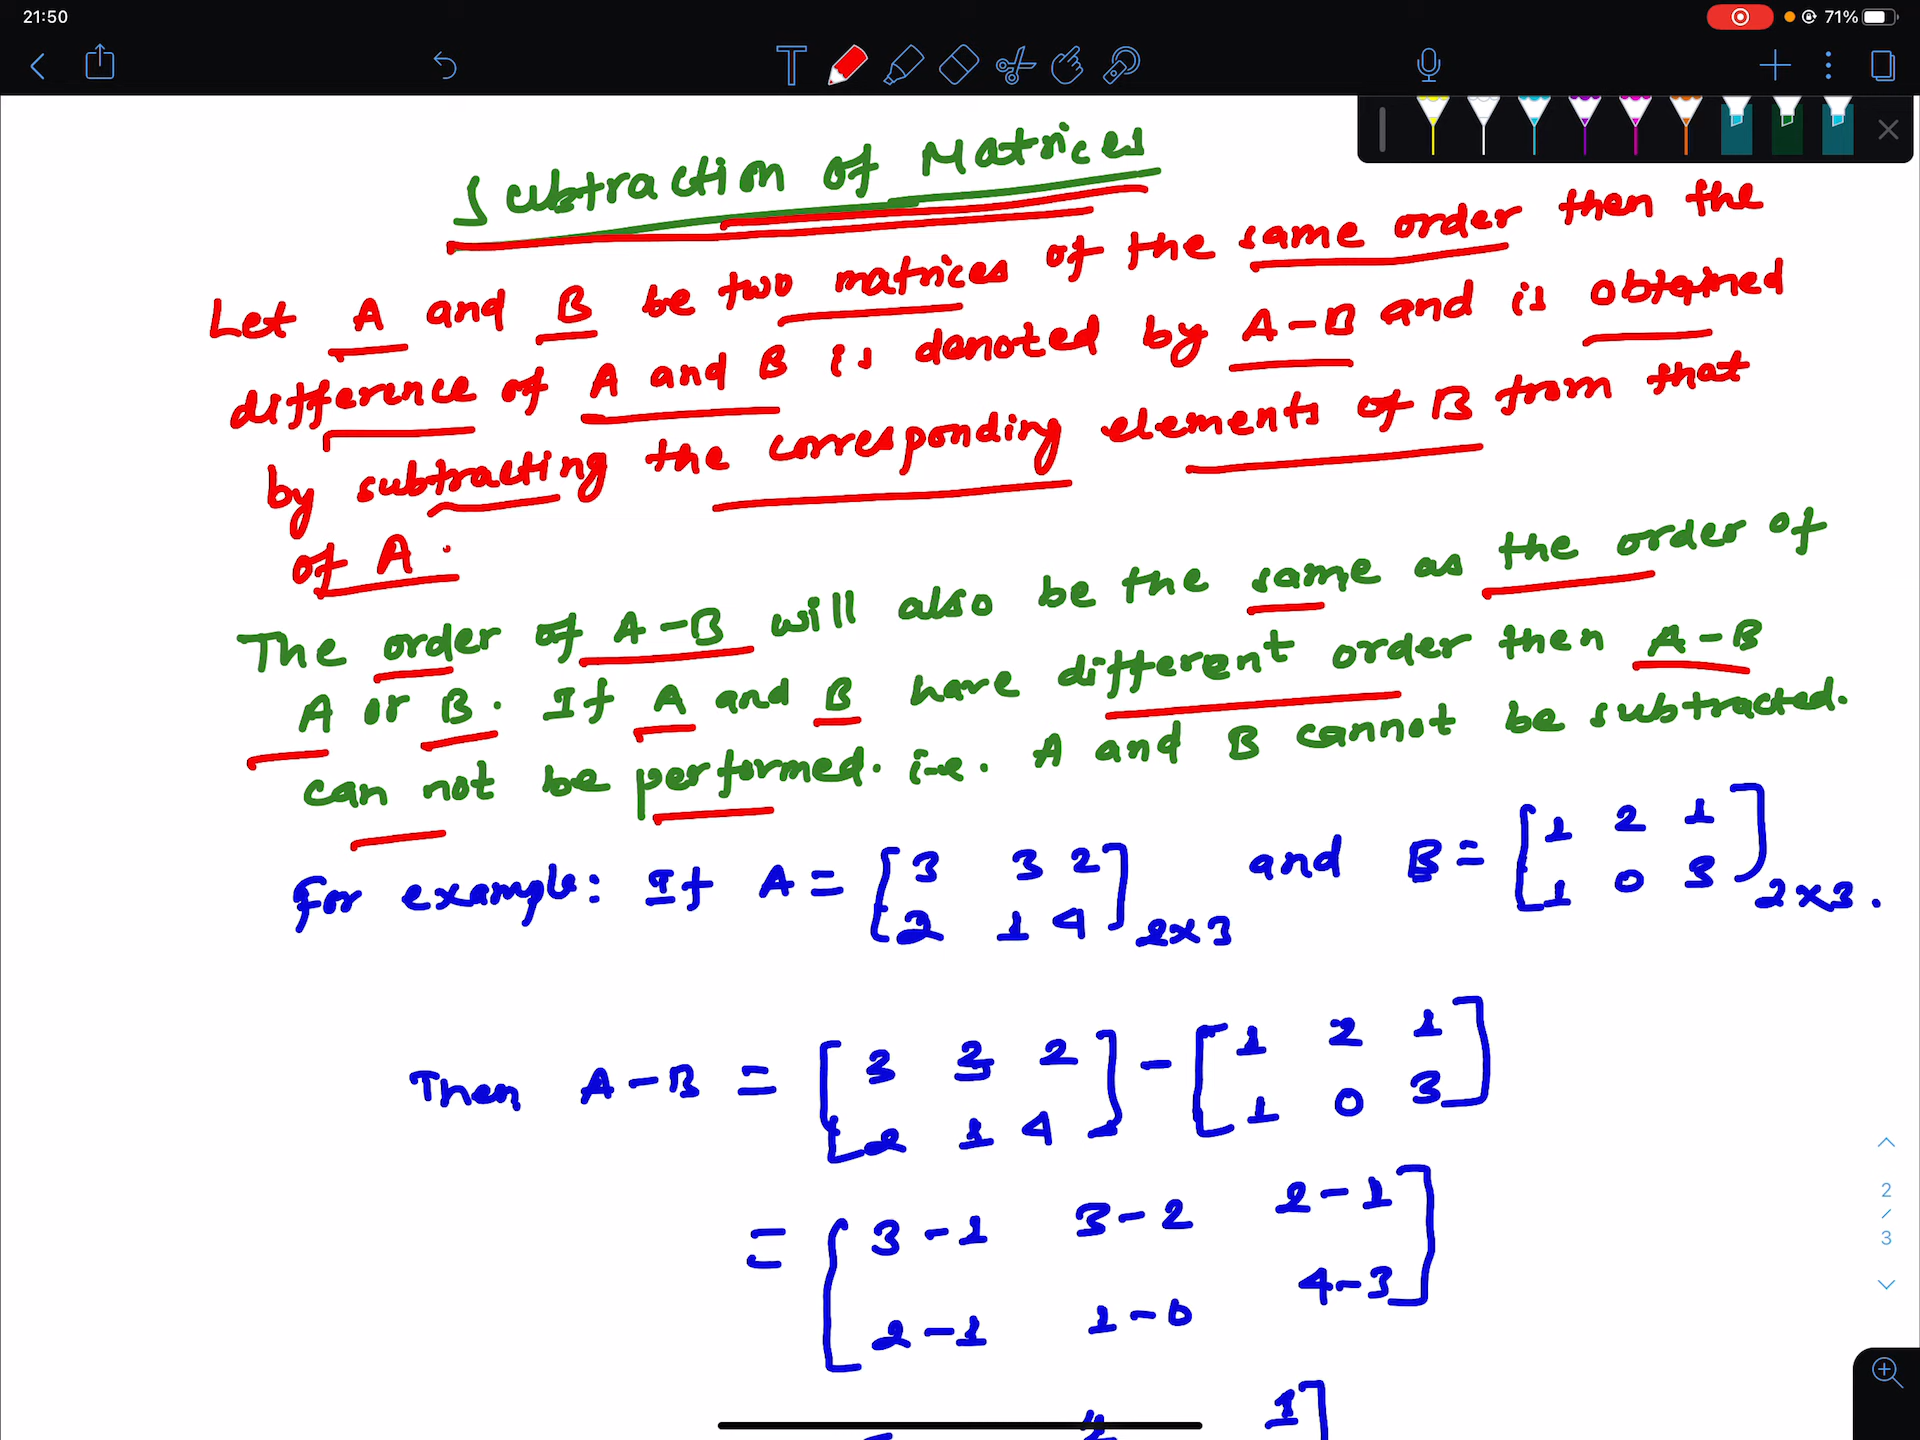 21:50
71%
Subtraction of Matrices
Let A and B be two matrices of the same order then the
difference of A and B is denoted by A-B and is obtained
by subtracting the corresponding elements of B from that
of A.
The order of A-B will also be the same as the order of
A or B. If A and B have different order then A-B
can not be performed. i.e. A and B cannot be subtracted.
For example: If A = [3 3 2 and B = [1 2 1
2 1 4] 2×3 1 0 3] 2×3.
Then A-B = [3 3 2 - [1 2 1
2 1 4] 1 0 3]
= [3-1 3-2 2-1
2-1 1-0 4-3]
1]
2
/
3